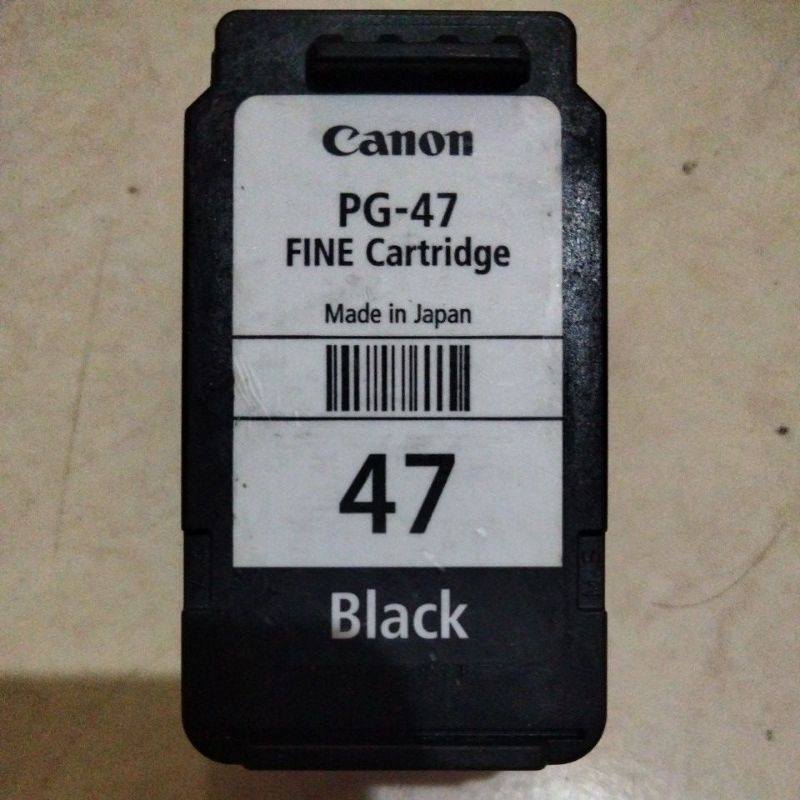 Canon
PG-47
FINE Cartridge
Made in Japan
47
Black